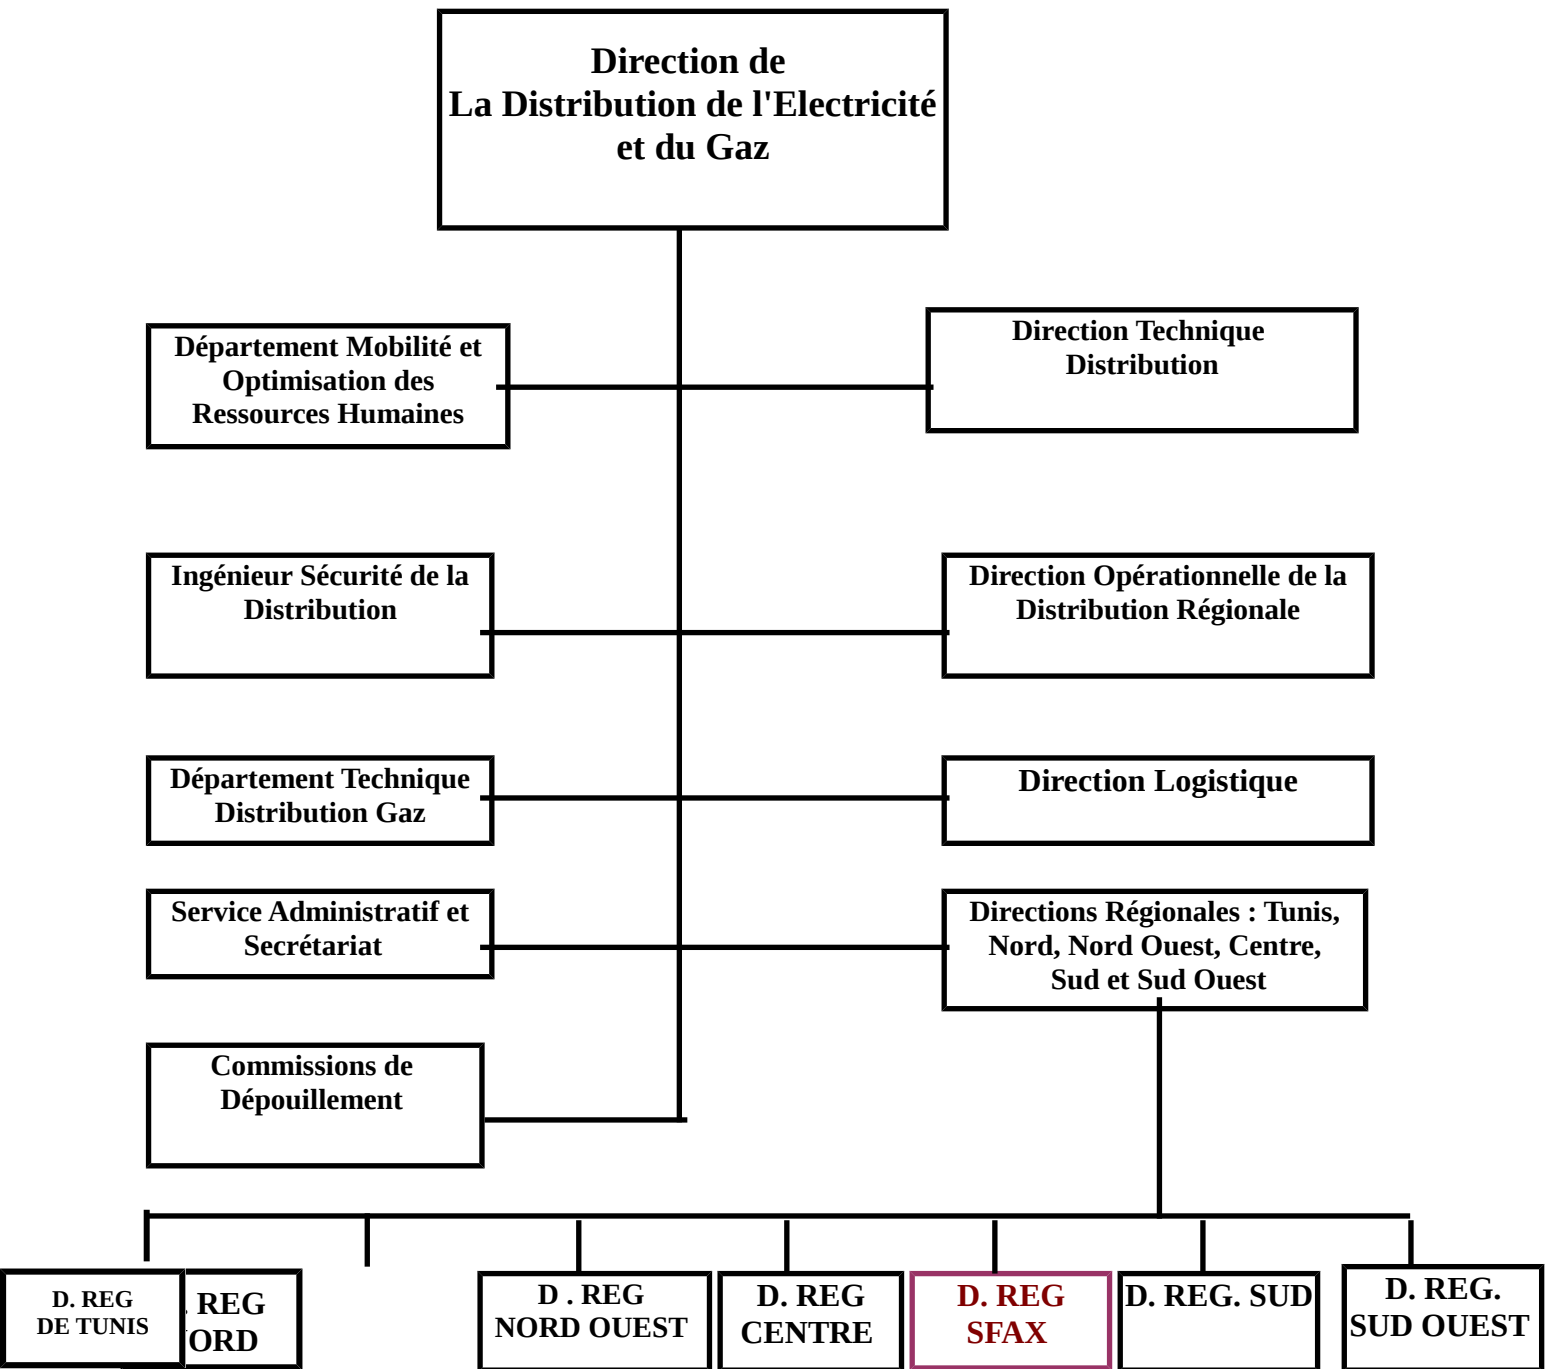 Direction de
La Distribution de l'Electricité
et du Gaz
Département Mobilité et
Optimisation des
Ressources Humaines
Direction Technique
Distribution
Ingénieur Sécurité de la
Distribution
Direction Opérationnelle de la
Distribution Régionale
Département Technique
Distribution Gaz
Direction Logistique
Service Administratif et
Secrétariat
Directions Régionales : Tunis,
Nord, Nord Ouest, Centre,
Sud et Sud Ouest
Commissions de
Dépouillement
D. REG
DE TUNIS
REG
ORD
D . REG
NORD OUEST
D. REG
CENTRE
D. REG
SFAX
D. REG. SUD
D. REG.
SUD OUEST